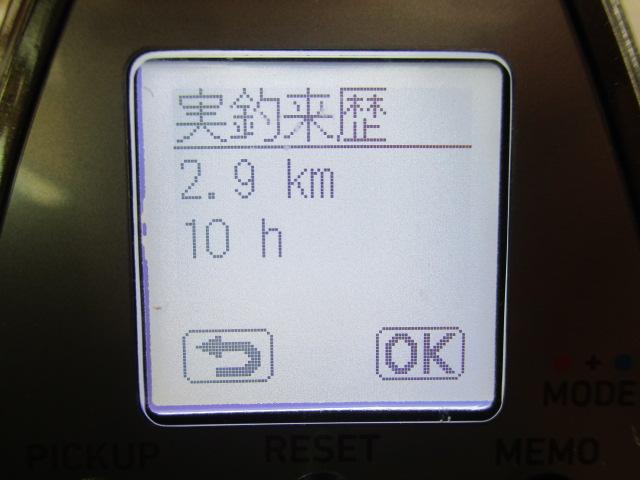 実釣来歴
2.9 km
10 h
OK
MODE
PICKUP
RESET
MEMO